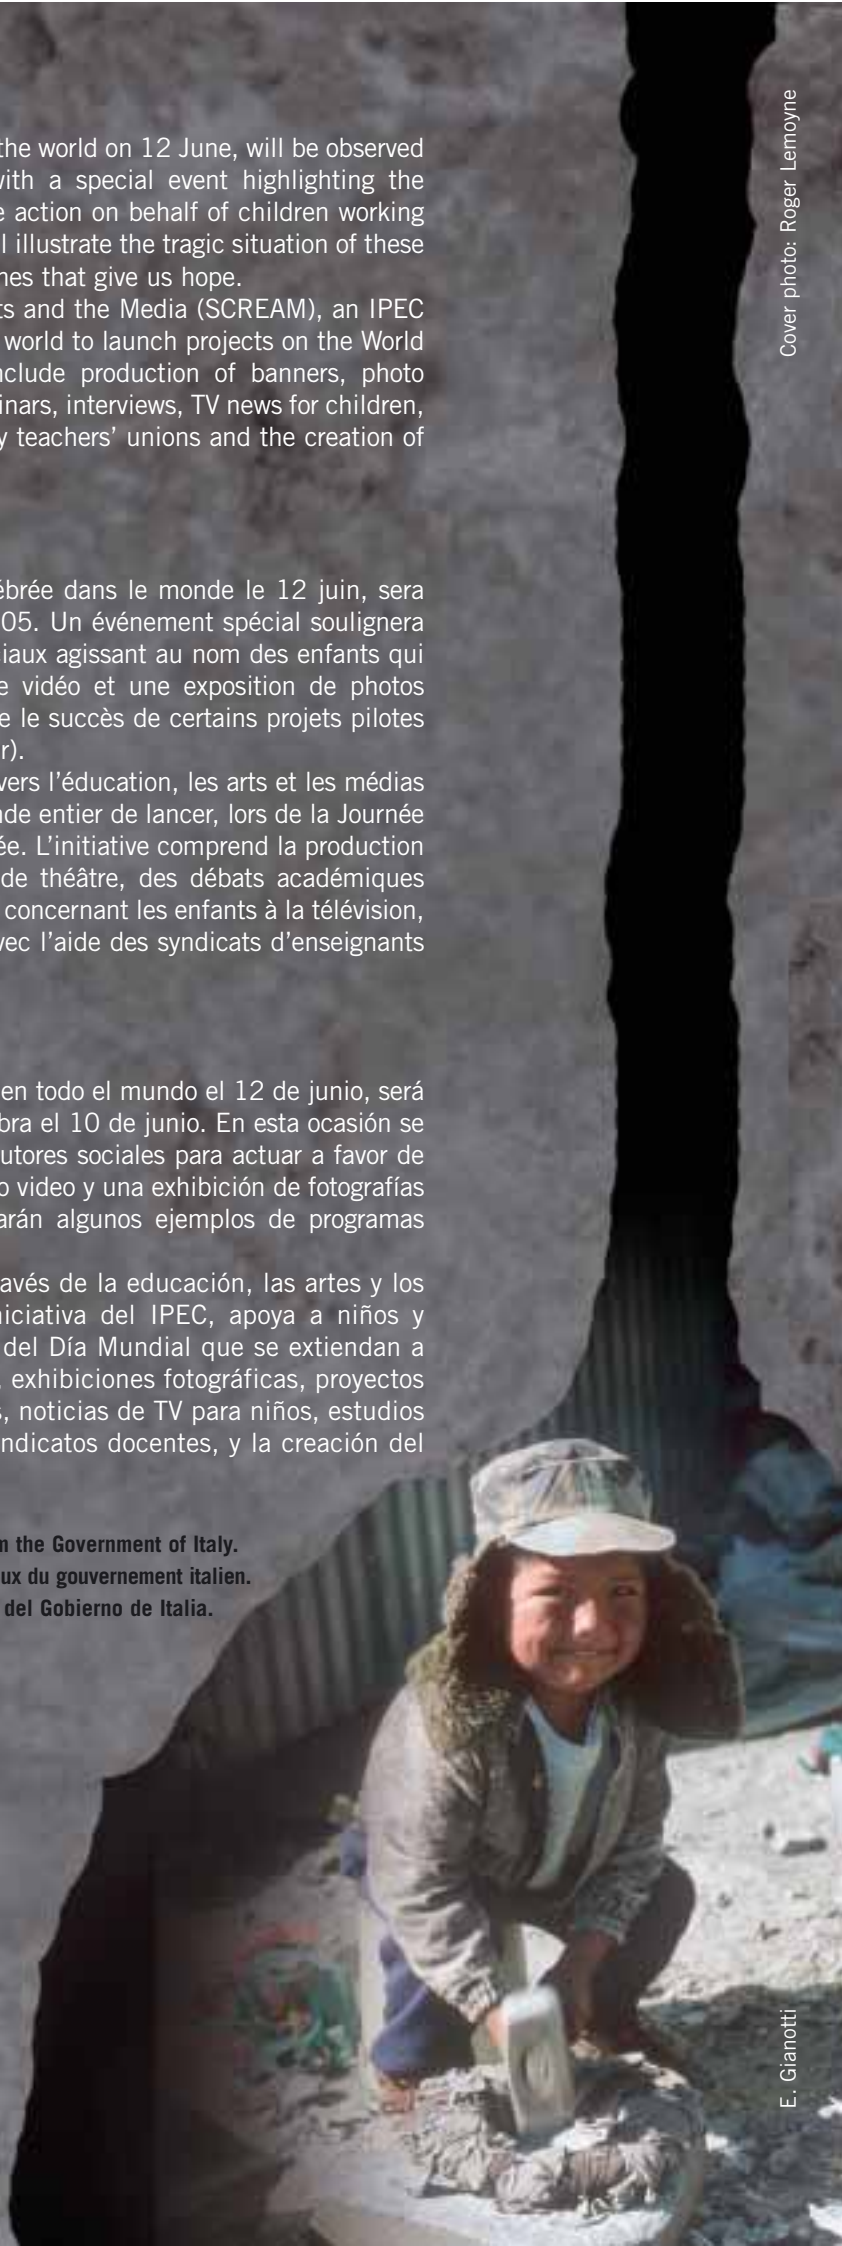 the world on 12 June, will be observed
with a special event highlighting the
action on behalf of children working
illustrate the tragic situation of these
that give us hope.
and the Media (SCREAM), an IPEC
world to launch projects on the World
include production of banners, photo
interviews, TV news for children,
teachers’ unions and the creation of
dans le monde le 12 juin, sera
05. Un événement spécial soulignera
agissant au nom des enfants qui
vidéo et une exposition de photos
le succès de certains projets pilotes
r).
vers l’éducation, les arts et les médias
entier de lancer, lors de la Journée
L’initiative comprend la production
de théâtre, des débats académiques
concernant les enfants à la télévision,
avec l’aide des syndicats d’enseignants
en todo el mundo el 12 de junio, será
bra el 10 de junio. En esta ocasión se
utores sociales para actuar a favor de
o video y una exhibición de fotografías
arán algunos ejemplos de programas
avés de la educación, las artes y los
niciativa del IPEC, apoya a niños y
del Día Mundial que se extiendan a
exhibiciones fotográficas, proyectos
s, noticias de TV para niños, estudios
ndicatos docentes, y la creación del
m the Government of Italy.
ux du gouvernement italien.
del Gobierno de Italia.
Cover photo: Roger Lemoyne
E. Gianotti